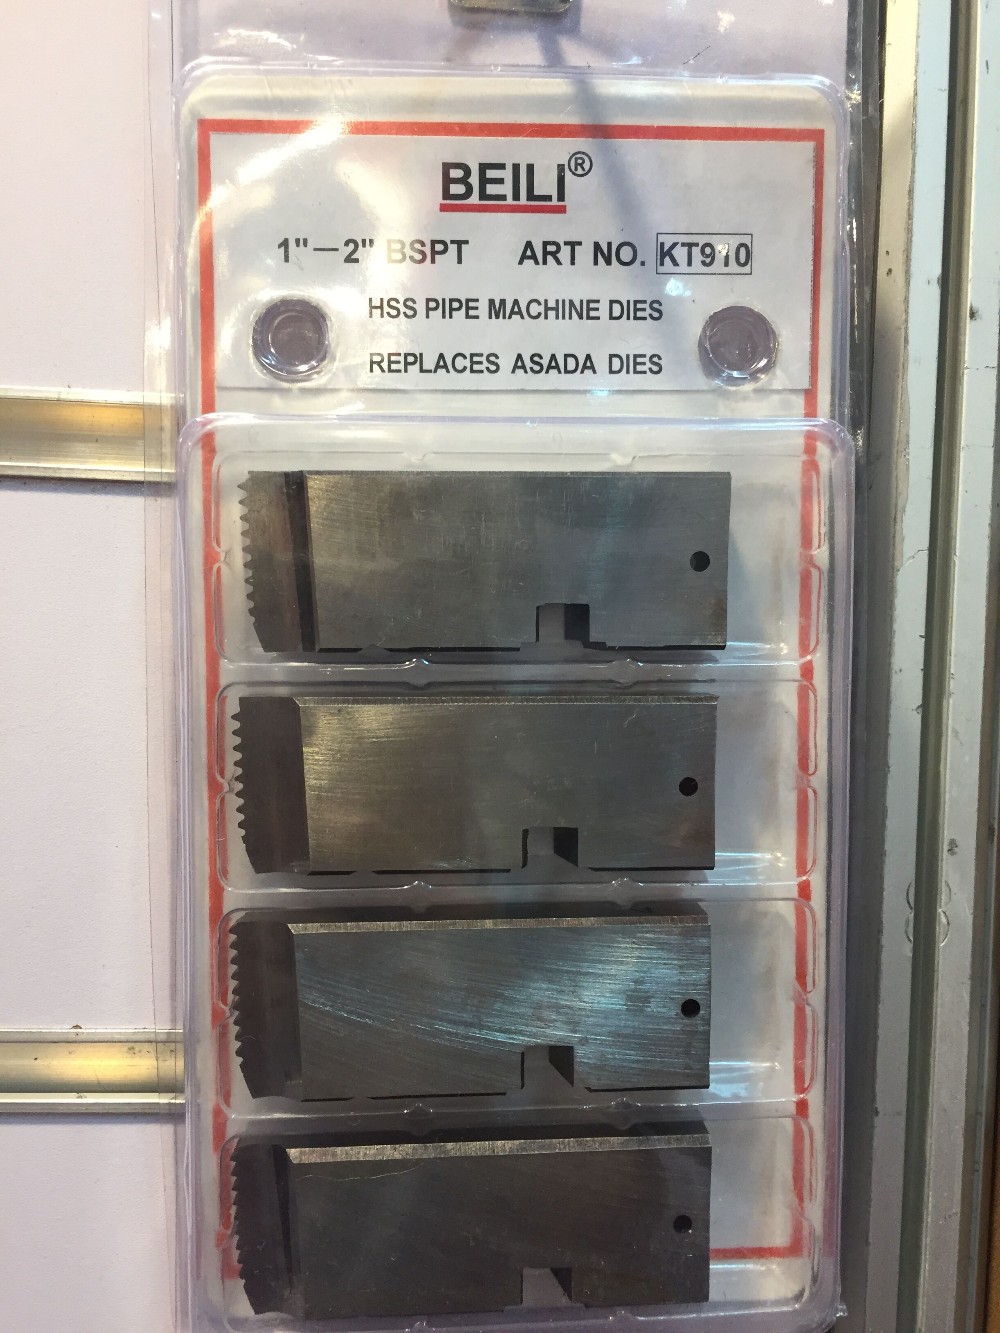 BEILI®
1"—2" BSPT ART NO. KT910
HSS PIPE MACHINE DIES
REPLACES ASADA DIES